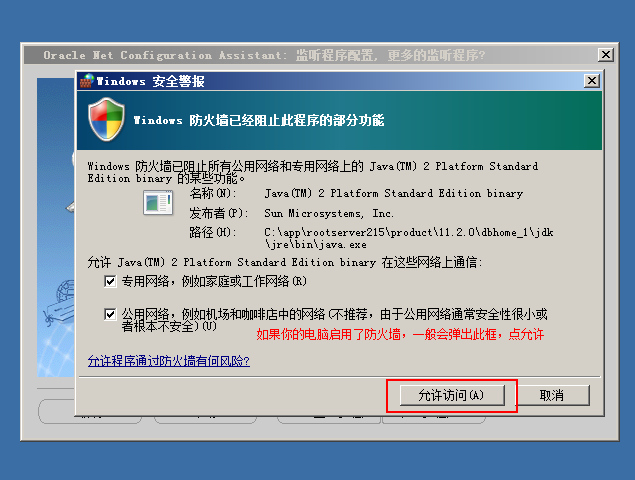 Oracle Net Configuration Assistant: 监听程序配置, 更多的监听程序?
Windows 安全警报
Windows 防火墙已经阻止此程序的部分功能
Windows 防火墙已阻止所有公用网络和专用网络上的 Java(TM) 2 Platform Standard
Edition binary 的某些功能。
名称(N): Java(TM) 2 Platform Standard Edition binary
发布者(P): Sun Microsystems, Inc.
路径(H): C:\app\rootserver215\product\11.2.0\dbhome_1\jdk
\jre\bin\java.exe
允许 Java(TM) 2 Platform Standard Edition binary 在这些网络上通信:
专用网络，例如家庭或工作网络(R)
公用网络，例如机场和咖啡店中的网络(不推荐，由于公用网络通常安全性很小或
者根本不安全)(U)
如果你的电脑启用了防火墙，一般会弹出此框，点允许
允许程序通过防火墙有何风险?
允许访问(A)
取消